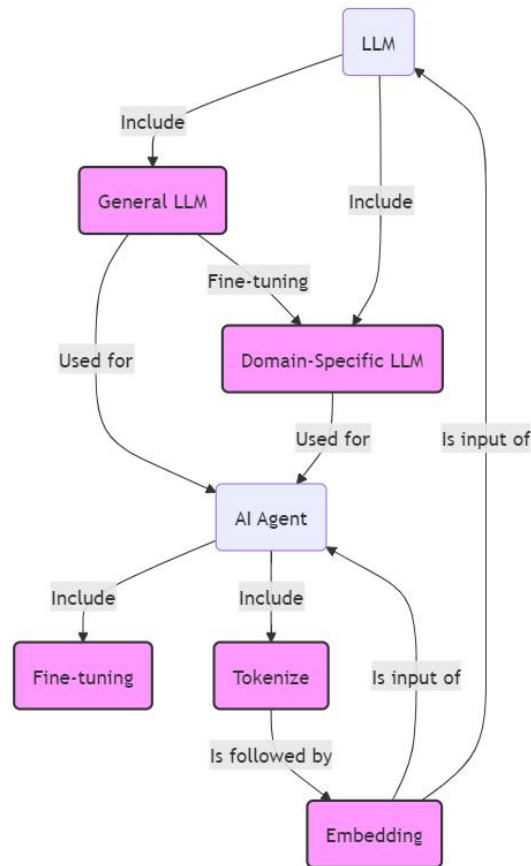 LLM
Include
General LLM
Include
Fine-tuning
Domain-Specific LLM
Used for
Used for
Is input of
AI Agent
Include
Include
Fine-tuning
Tokenize
Is input of
Is followed by
Embedding